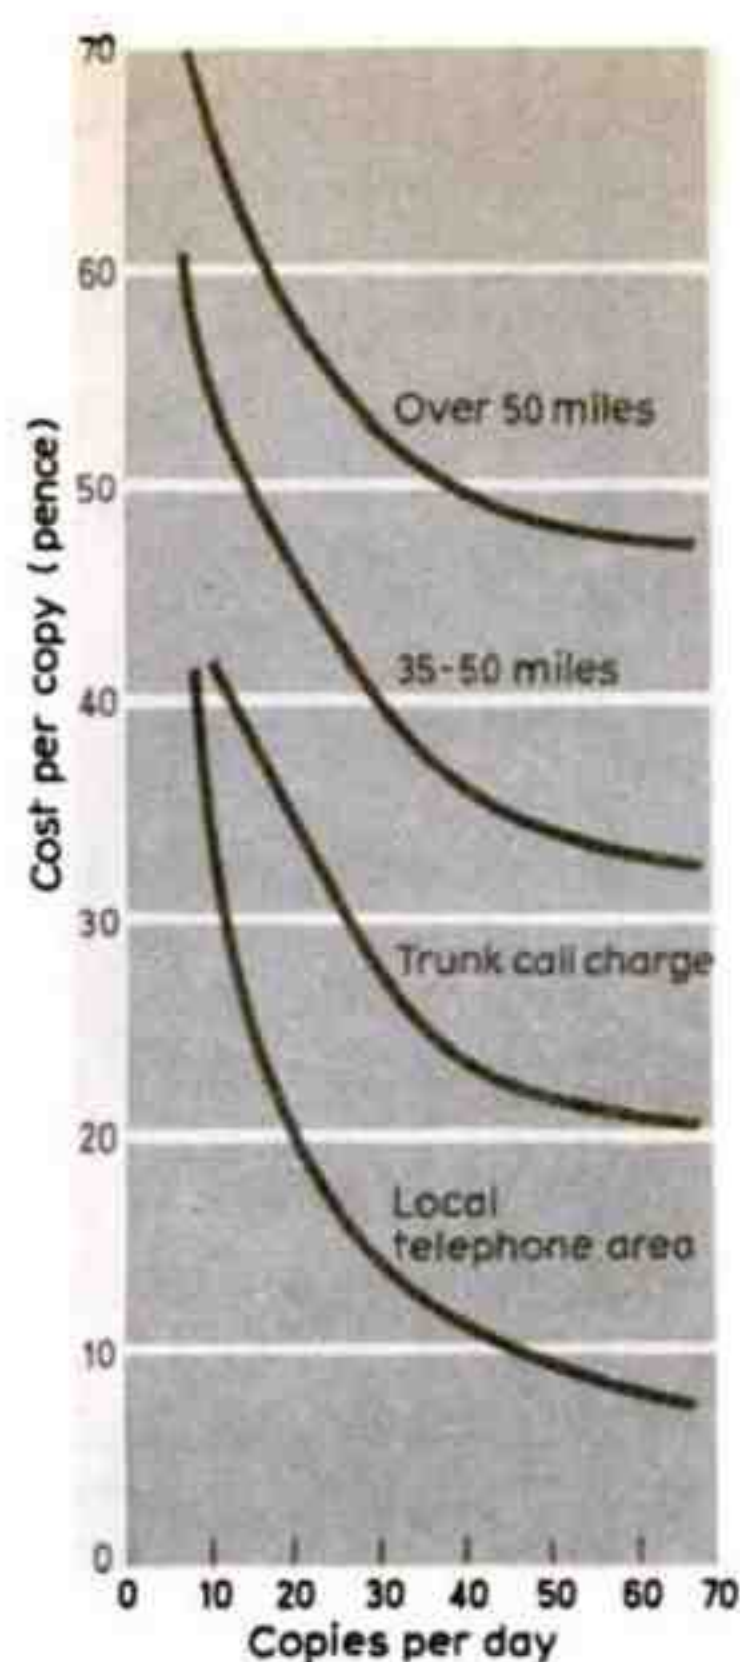 70
60
50
40
30
20
10
0
Cost per copy (pence)
Over 50 miles
35-50 miles
Trunk call charge
Local
telephone area
0 10 20 30 40 50 60 70
Copies per day